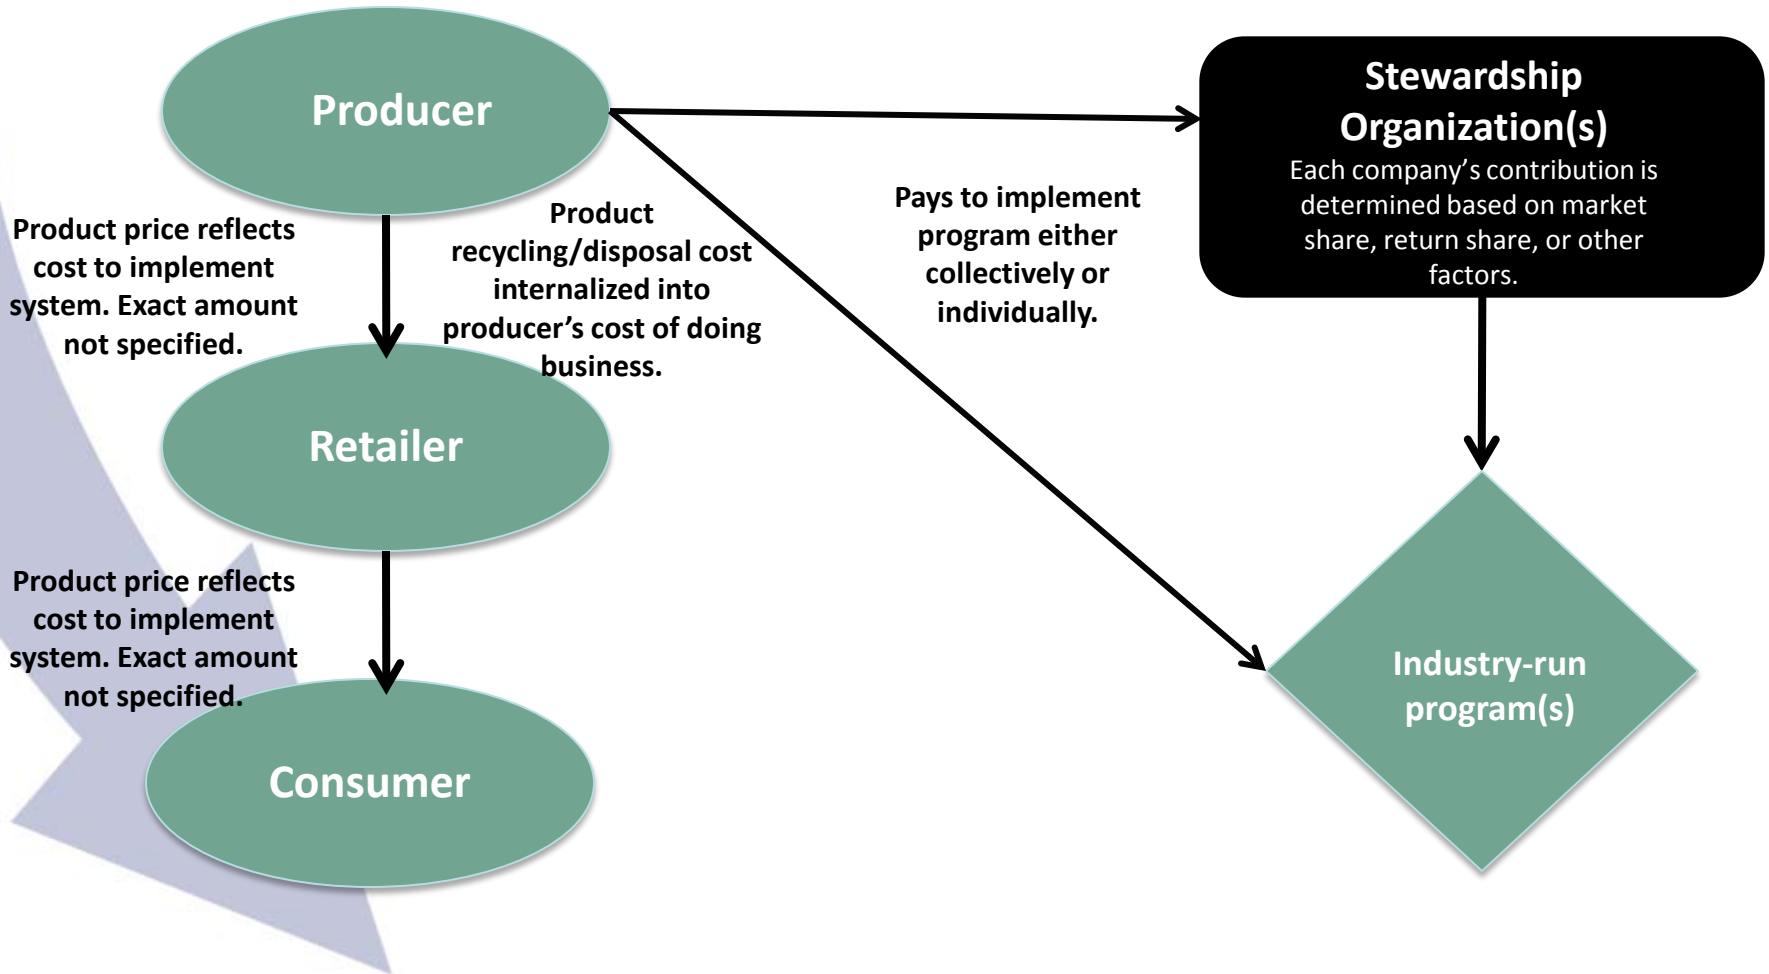 Producer
Stewardship
Organization(s)
Each company’s contribution is
determined based on market
share, return share, or other
factors.
Product price reflects
cost to implement
system. Exact amount
not specified.
Product
recycling/disposal cost
internalized into
producer’s cost of doing
business.
Pays to implement
program either
collectively or
individually.
Retailer
Product price reflects
cost to implement
system. Exact amount
not specified.
Industry-run
program(s)
Consumer